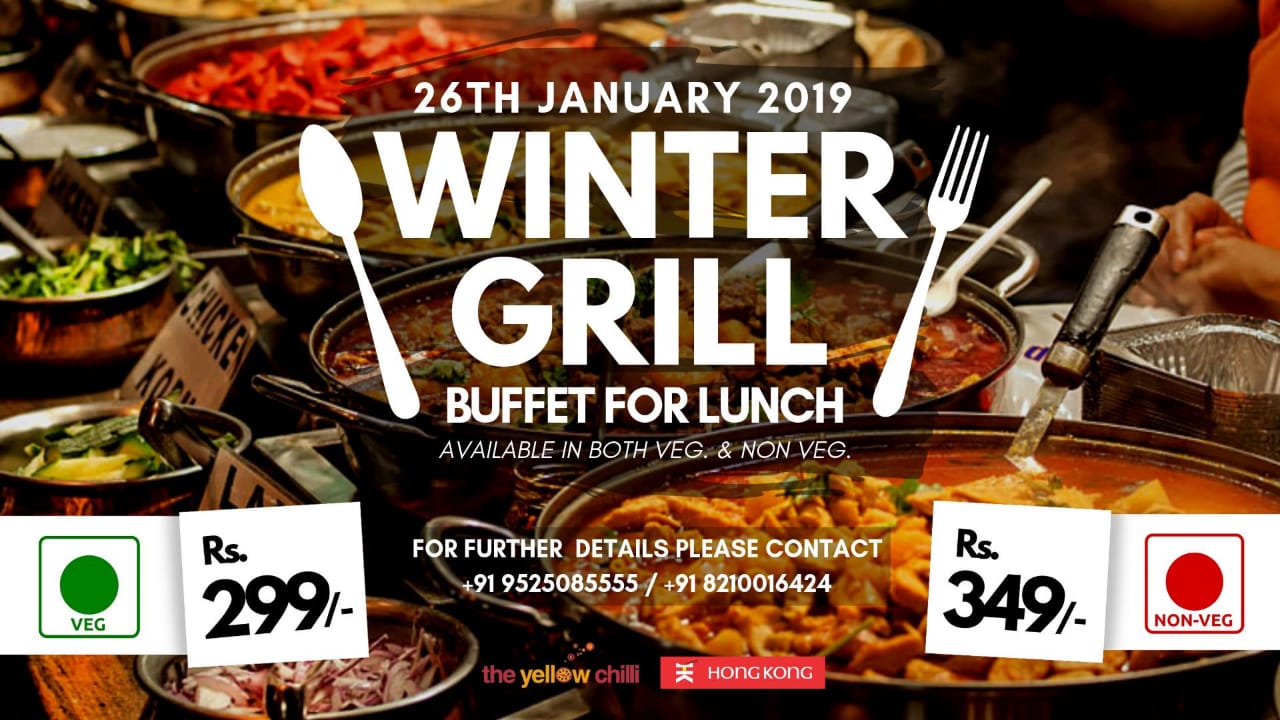 26TH JANUARY 2019
WINTER
GRILL
BUFFET FOR LUNCH
AVAILABLE IN BOTH VEG. & NON VEG.
FOR FURTHER DETAILS PLEASE CONTACT
+91 9525085555 / +91 8210016424
VEG
Rs.
299/-
Rs.
349/-
NON-VEG
the yellow chilli
HONG KONG
CHICKEN